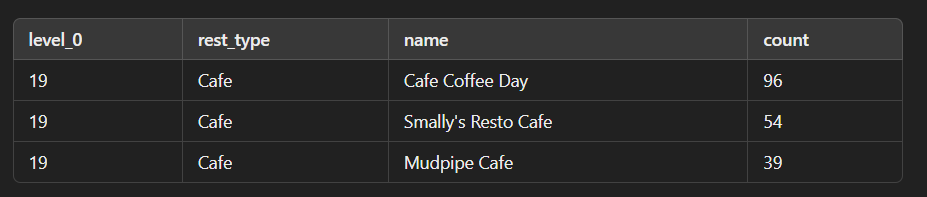 level_0 rest_type name count
19 Cafe Cafe Coffee Day 96
19 Cafe Smally's Resto Cafe 54
19 Cafe Mudpipe Cafe 39